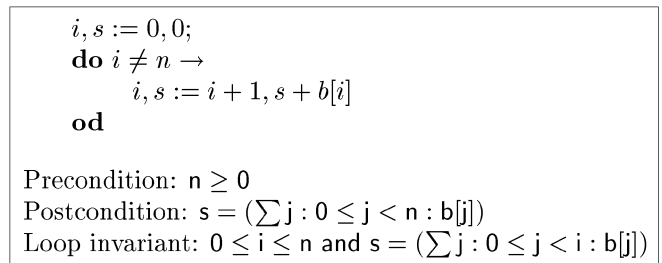 i, s := 0, 0;
do i ≠ n →
i, s := i + 1, s + b[i]
od
Precondition: n ≥ 0
Postcondition: s = (∑ j : 0 ≤ j < n : b[j])
Loop invariant: 0 ≤ i ≤ n and s = (∑ j : 0 ≤ j < i : b[j])